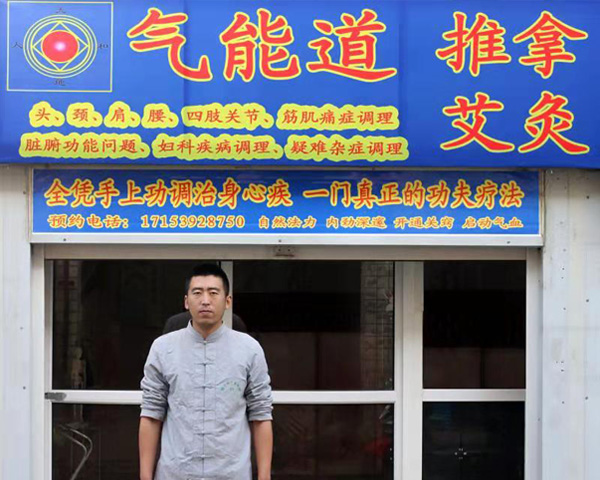 气能道
推拿
艾灸
头、颈、肩、腰、四肢关节、筋肌痛症调理
脏腑功能问题、妇科疾病调理、疑难杂症调理
全凭手上功调治身心疾 一门真正的功夫疗法
预约电话：17153928750 自然法力 内劲深邃 开通关窍 启动气血